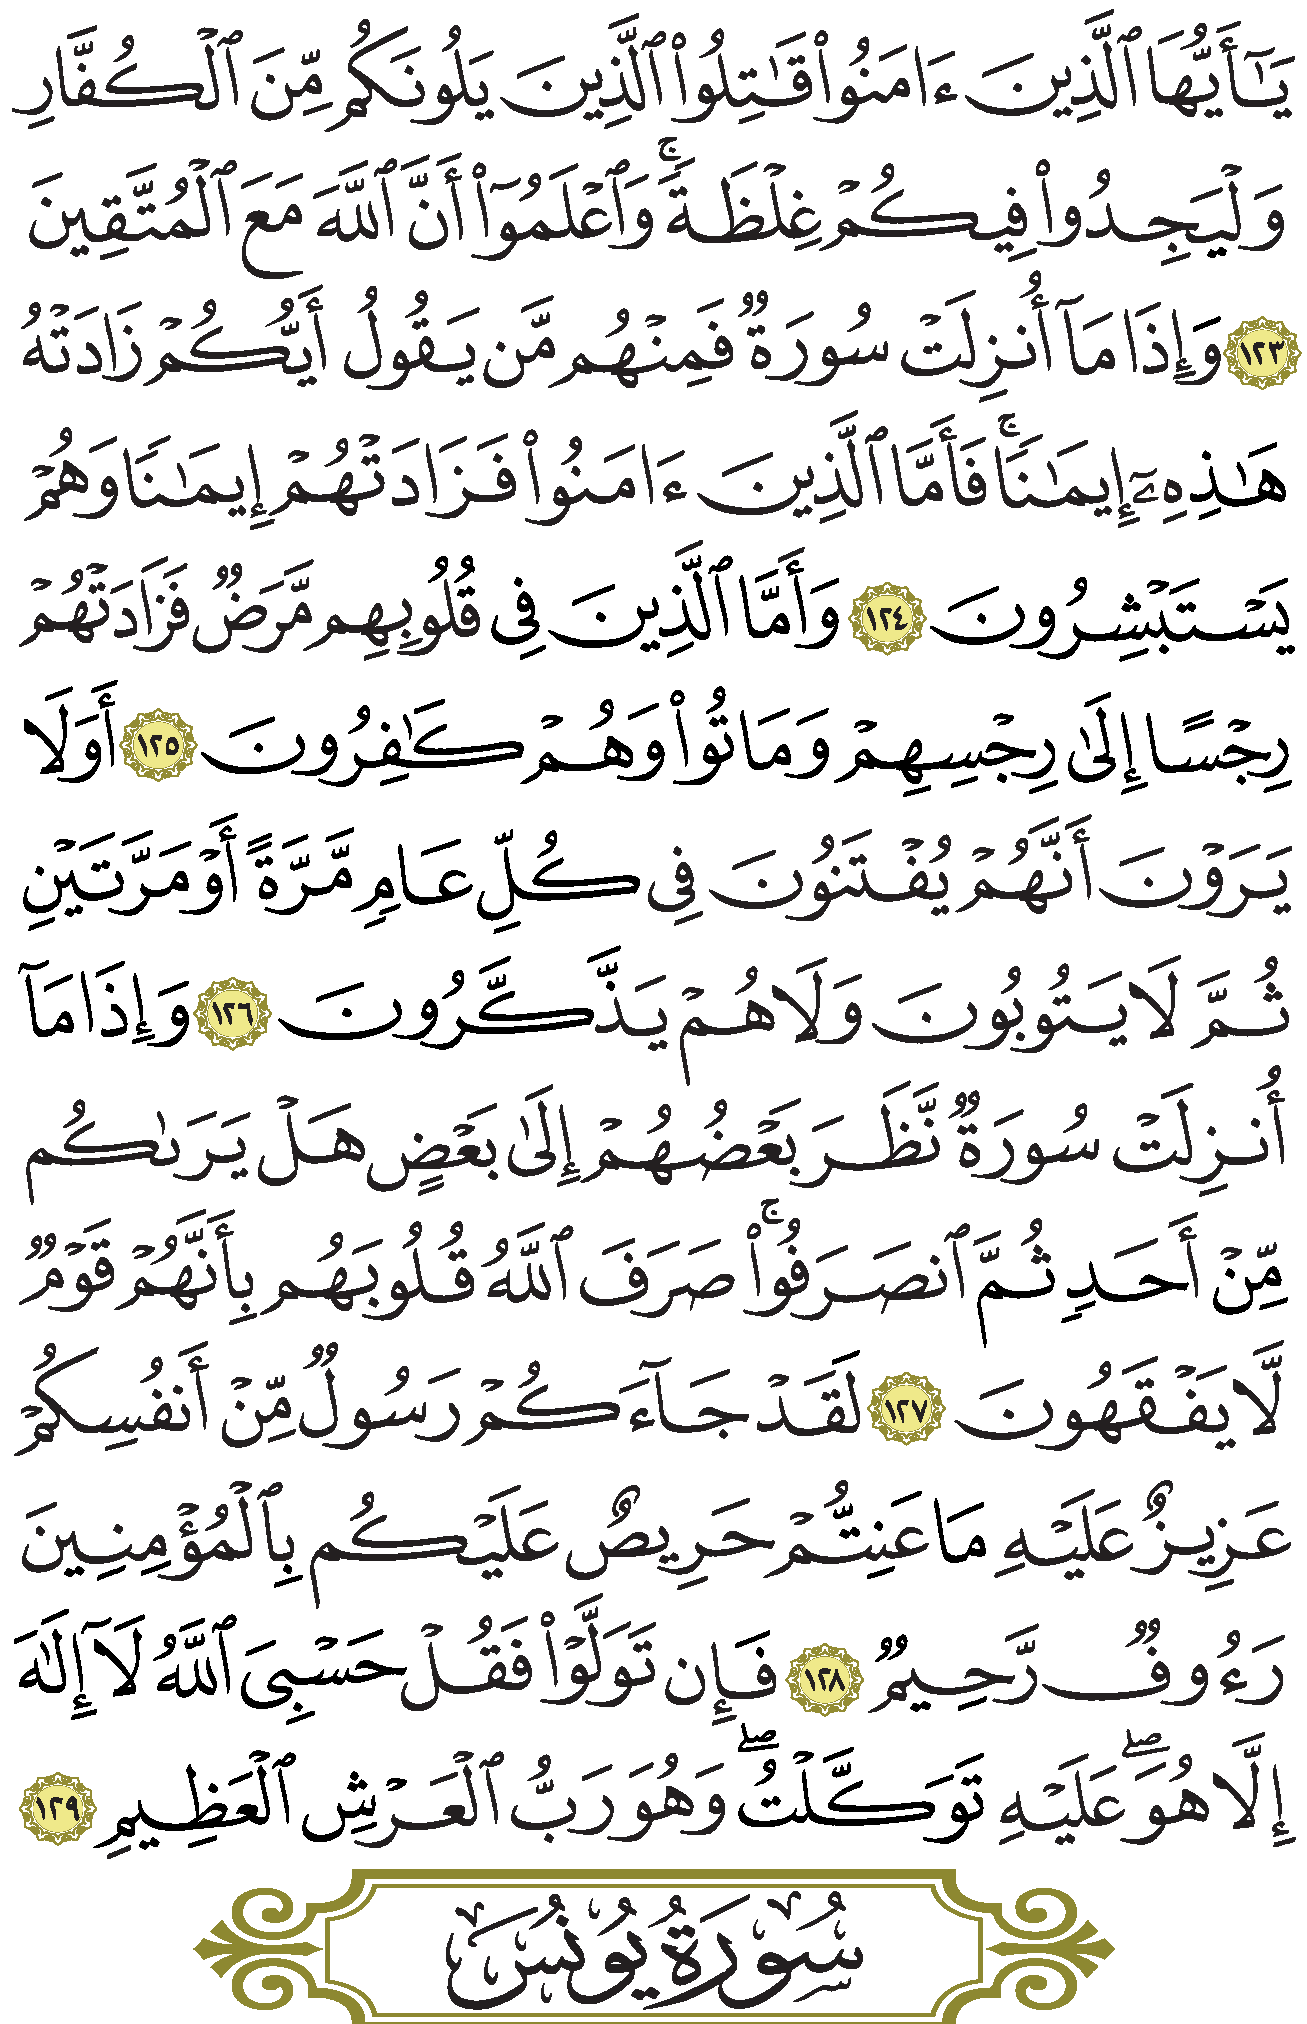 يَـٰٓأَيُّهَا ٱلَّذِينَ ءَامَنُوا۟ قَـٰتِلُوا۟ ٱلَّذِينَ يَلُونَكُم مِّنَ ٱلْكُفَّارِ
وَلْيَجِدُوا۟ فِيكُمْ غِلْظَةً ۚ وَٱعْلَمُوٓا۟ أَنَّ ٱللَّهَ مَعَ ٱلْمُتَّقِينَ
١٢٣ وَإِذَا مَآ أُنزِلَتْ سُورَةٌ فَمِنْهُم مَّن يَقُولُ أَيُّكُمْ زَادَتْهُ
هَـٰذِهِۦٓ إِيمَـٰنًا ۚ فَأَمَّا ٱلَّذِينَ ءَامَنُوا۟ فَزَادَتْهُمْ إِيمَـٰنًا وَهُمْ
يَسْتَبْشِرُونَ ١٢٤ وَأَمَّا ٱلَّذِينَ فِى قُلُوبِهِم مَّرَضٌ فَزَادَتْهُمْ
رِجْسًا إِلَىٰ رِجْسِهِمْ وَمَاتُوا۟ وَهُمْ كَـٰفِرُونَ ١٢٥ أَوَلَا
يَرَوْنَ أَنَّهُمْ يُفْتَنُونَ فِى كُلِّ عَامٍ مَّرَّةً أَوْ مَرَّتَيْنِ
ثُمَّ لَا يَتُوبُونَ وَلَا هُمْ يَذَّكَّرُونَ ١٢٦ وَإِذَا مَآ
أُنزِلَتْ سُورَةٌ نَّظَرَ بَعْضُهُمْ إِلَىٰ بَعْضٍ هَلْ يَرَىٰكُم
مِّنْ أَحَدٍ ثُمَّ ٱنصَرَفُوا۟ ۚ صَرَفَ ٱللَّهُ قُلُوبَهُم بِأَنَّهُمْ قَوْمٌ
لَّا يَفْقَهُونَ ١٢٧ لَقَدْ جَآءَكُمْ رَسُولٌ مِّنْ أَنفُسِكُمْ
عَزِيزٌ عَلَيْهِ مَا عَنِتُّمْ حَرِيصٌ عَلَيْكُم بِٱلْمُؤْمِنِينَ
رَءُوفٌ رَّحِيمٌ ١٢٨ فَإِن تَوَلَّوْا۟ فَقُلْ حَسْبِىَ ٱللَّهُ لَآ إِلَـٰهَ
إِلَّا هُوَ ۖ عَلَيْهِ تَوَكَّلْتُ ۖ وَهُوَ رَبُّ ٱلْعَرْشِ ٱلْعَظِيمِ ١٢٩
سُورَةُ يُونُسَ